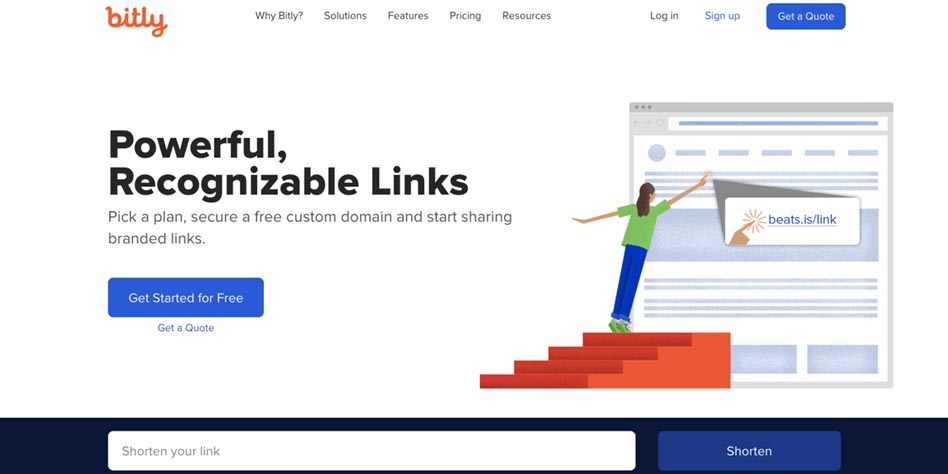 bitly
Why Bitly? Solutions Features Pricing Resources Log in Sign up Get a Quote
Powerful,
Recognizable Links
Pick a plan, secure a free custom domain and start sharing
branded links.
beats.is/link
Get Started for Free
Get a Quote
Shorten your link Shorten